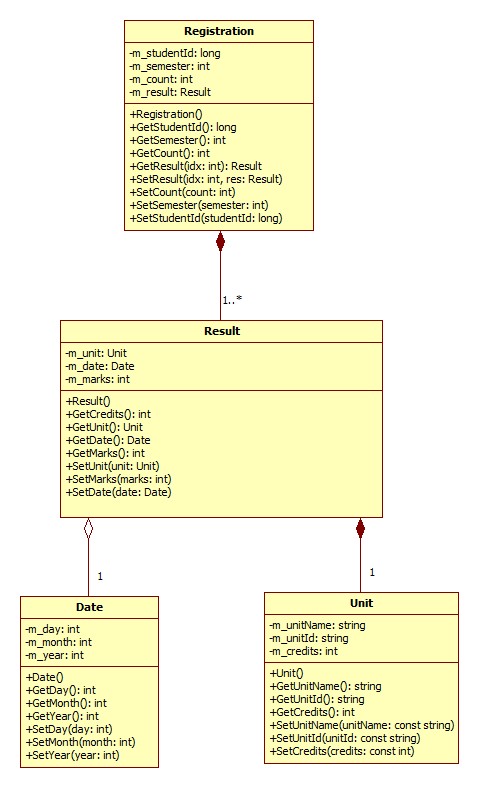 Registration
-m_studentId: long
-m_semester: int
-m_count: int
-m_result: Result
+Registration()
+GetStudentId(): long
+GetSemester(): int
+GetCount(): int
+GetResult(idx: int): Result
+SetResult(idx: int, res: Result)
+SetCount(count: int)
+SetSemester(semester: int)
+SetStudentId(studentId: long)
1..*
Result
-m_unit: Unit
-m_date: Date
-m_marks: int
+Result()
+GetCredits(): int
+GetUnit(): Unit
+GetDate(): Date
+GetMarks(): int
+SetUnit(unit: Unit)
+SetMarks(marks: int)
+SetDate(date: Date)
1
1
Date
-m_day: int
-m_month: int
-m_year: int
+Date()
+GetDay(): int
+GetMonth(): int
+GetYear(): int
+SetDay(day: int)
+SetMonth(month: int)
+SetYear(year: int)
Unit
-m_unitName: string
-m_unitId: string
-m_credits: int
+Unit()
+GetUnitName(): string
+GetUnitId(): string
+GetCredits(): int
+SetUnitName(unitName: const string)
+SetUnitId(unitId: const string)
+SetCredits(credits: const int)